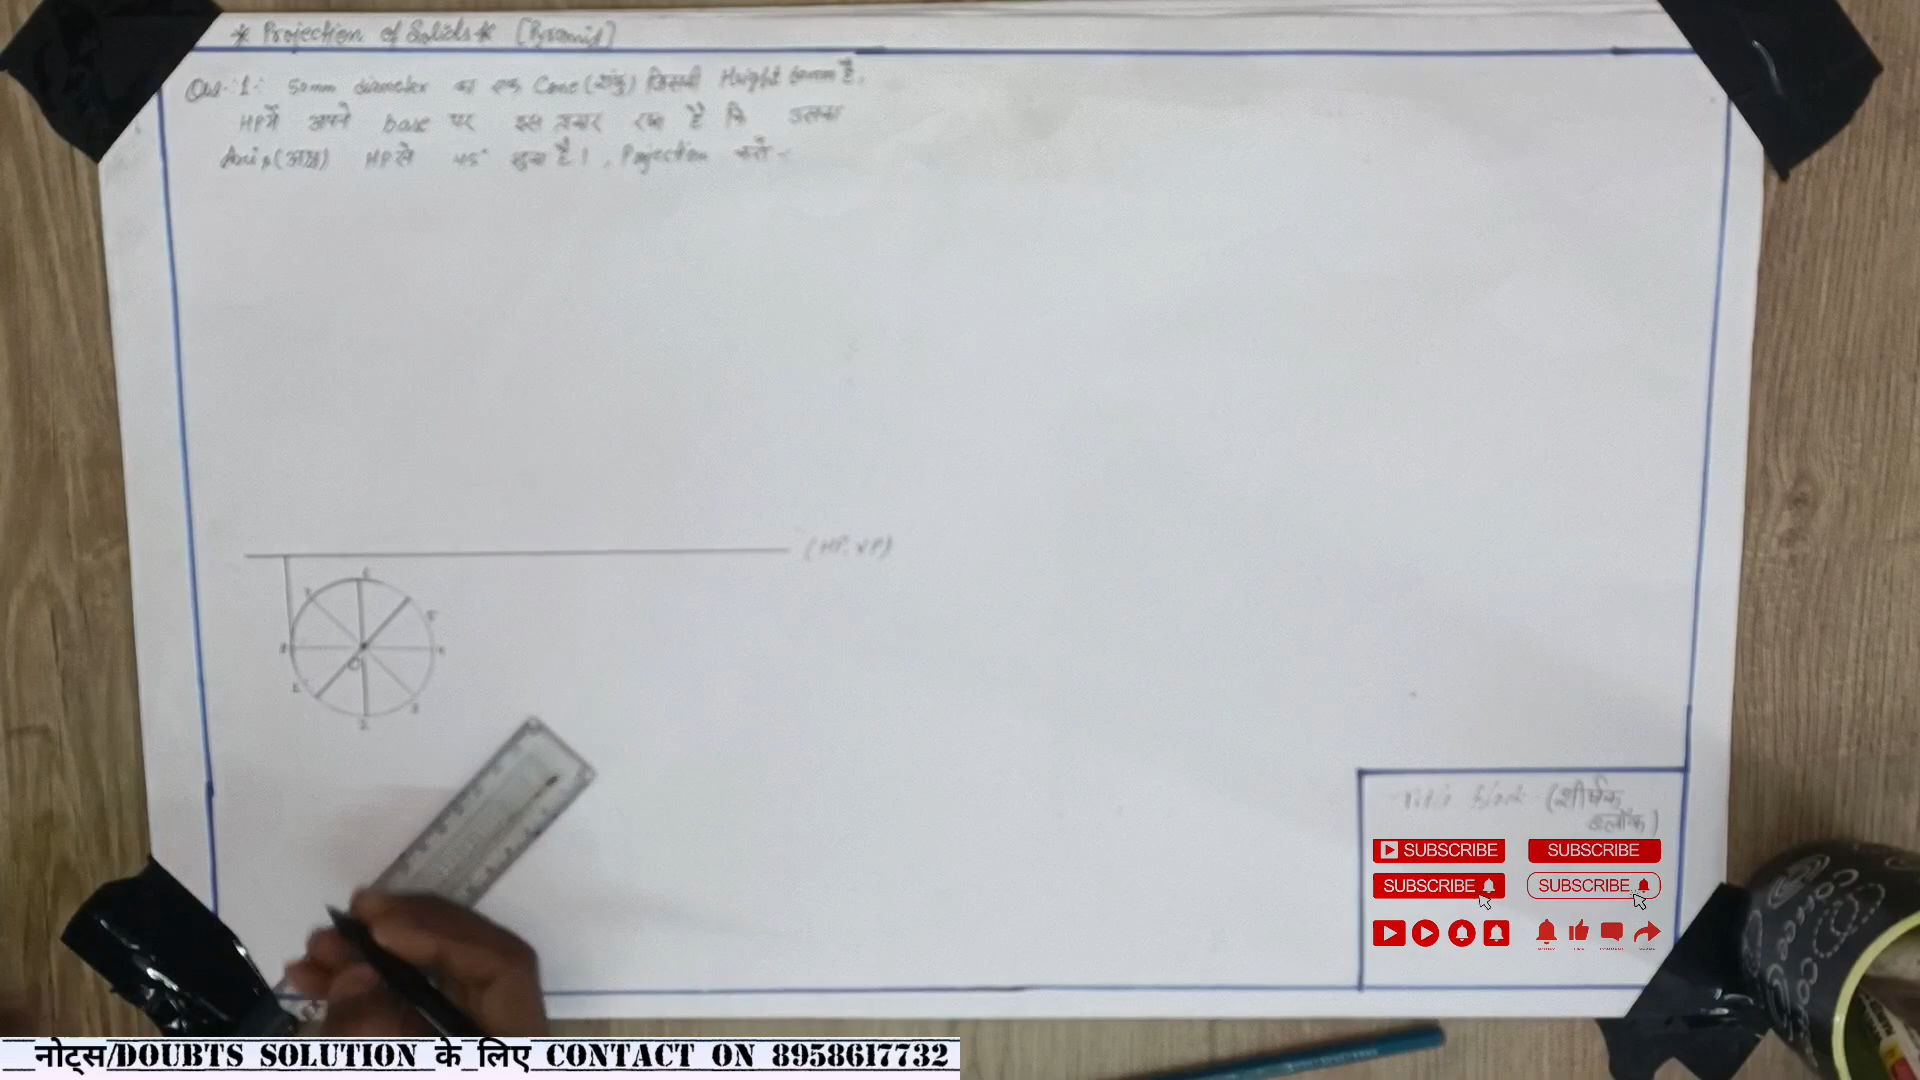 * Projection of Solids * [Pyramid]
Que:-1:- 50mm diameter का एक Cone (शंकु) जिसकी Height 60mm है,
HP में अपने base पर इस प्रकार रखा है कि उसका
Axis (अक्ष) HP से 45° झुका है।. Projection करो-
(HP. VP)
Title block (शीर्षक
ब्लॉक)
SUBSCRIBE SUBSCRIBE
SUBSCRIBE SUBSCRIBE
नोट्स/DOUBTS SOLUTION के लिए CONTACT ON 8958617732